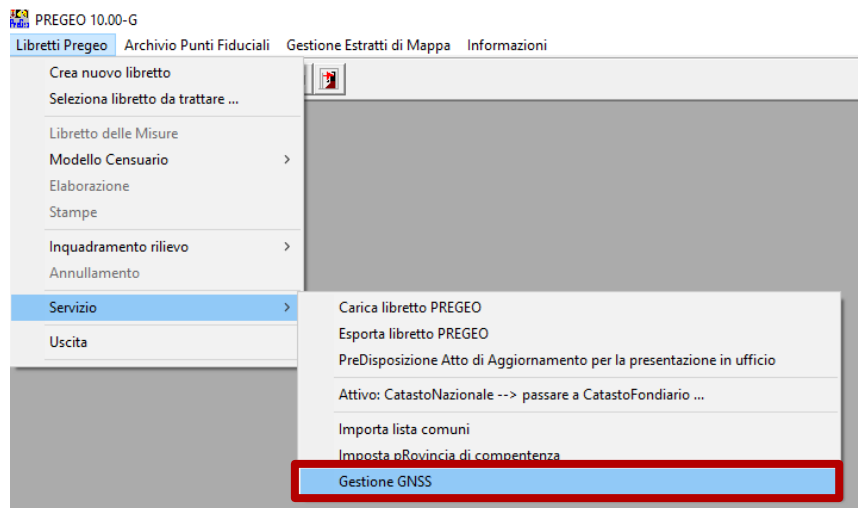 PREGEO 10.00-G
Libretti Pregeo Archivio Punti Fiduciali Gestione Estratti di Mappa Informazioni
Crea nuovo libretto
Seleziona libretto da trattare ...
Libretto delle Misure
Modello Censuario
Elaborazione
Stampe
Inquadramento rilievo
Annullamento
Servizio
Uscita
Carica libretto PREGEO
Esporta libretto PREGEO
PreDisposizione Atto di Aggiornamento per la presentazione in ufficio
Attivo: CatastoNazionale --> passare a CatastoFondiario ...
Importa lista comuni
Imposta pRovincia di compentenza
Gestione GNSS